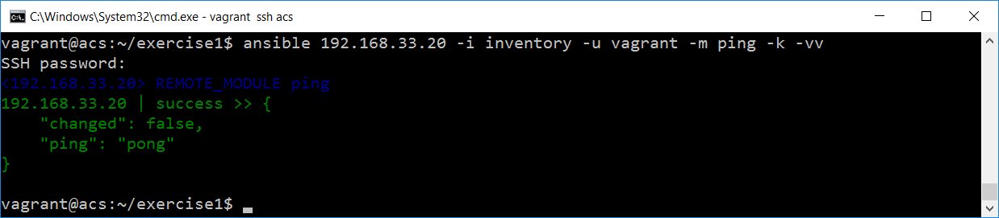 C:\Windows\System32\cmd.exe - vagrant  ssh acs
vagrant@acs:~/exercise1$ ansible 192.168.33.20 -i inventory -u vagrant -m ping -k -vv
SSH password:
<192.168.33.20> REMOTE_MODULE ping
192.168.33.20 | success >> {
    "changed": false,
    "ping": "pong"
}
vagrant@acs:~/exercise1$